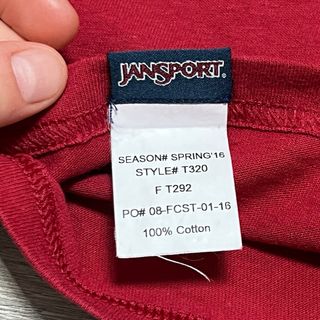 JANSPORT
SEASON# SPRING'16
STYLE# T320
F T292
PO# 08-FCST-01-16
100% Cotton